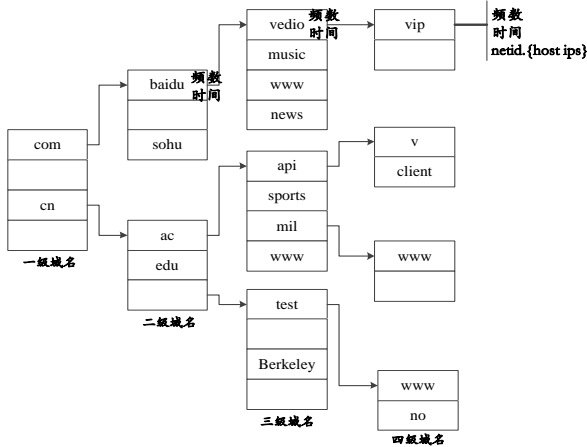 com
cn
一级域名
baidu
sohu
频数
时间
ac
edu
二级域名
vedio
music
www
news
频数
时间
api
sports
mil
www
test
Berkeley
三级域名
vip
v
client
www
www
no
四级域名
频数
时间
netid.{host ips}